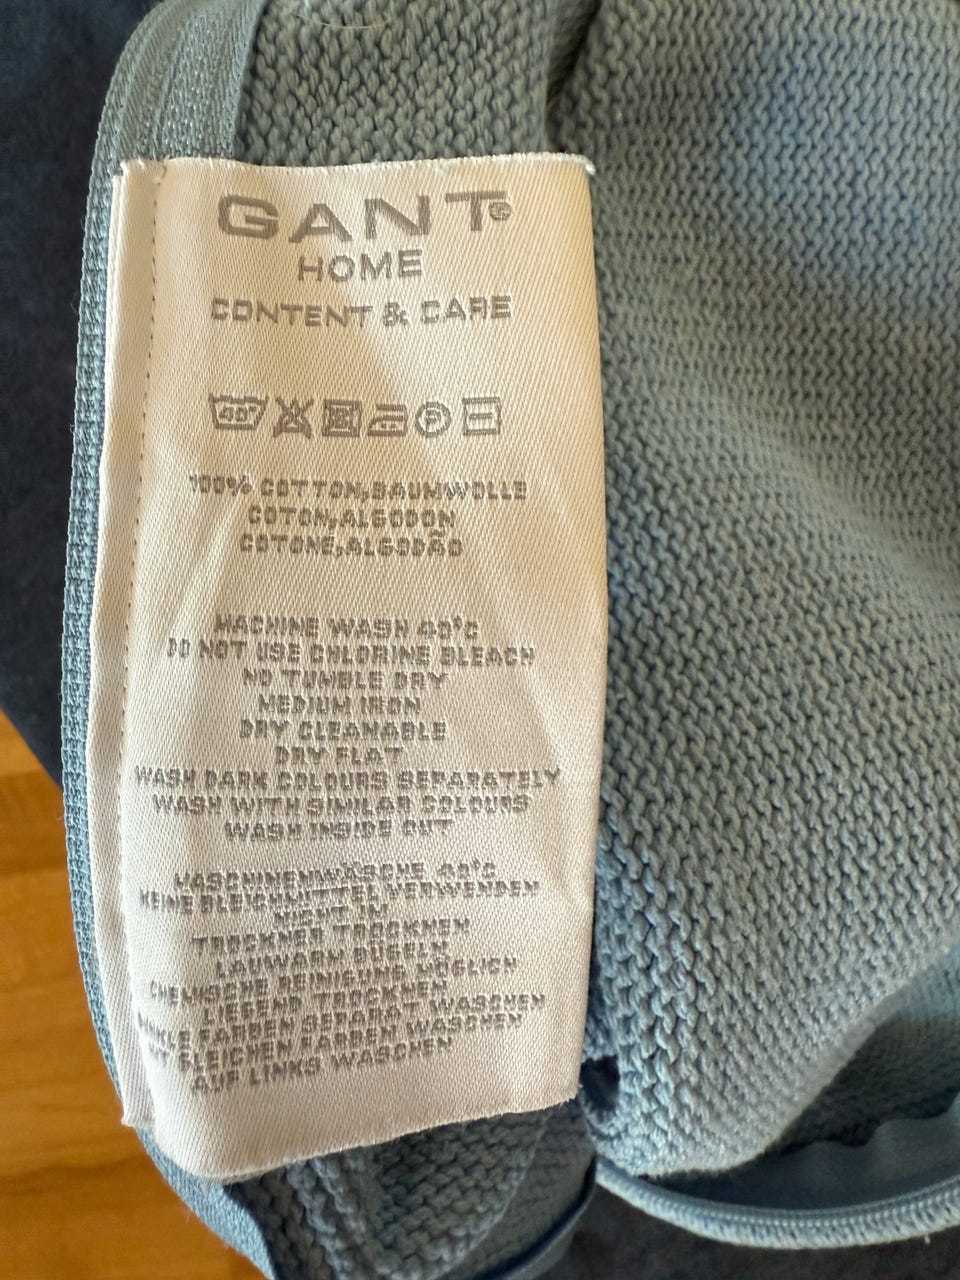 GANT®
HOME
CONTENT & CARE
40° P
100% COTTON,BAUMWOLLE
COTON,ALGODON
COTONE,ALGODÃO
MACHINE WASH 40°C
DO NOT USE CHLORINE BLEACH
NO TUMBLE DRY
MEDIUM IRON
DRY CLEANABLE
DRY FLAT
WASH DARK COLOURS SEPARATELY
WASH WITH SIMILAR COLOURS
WASH INSIDE OUT
MASCHINENWÄSCHE 40°C
KEINE BLEICHMITTEL VERWENDEN
NICHT IM
TROCKNER TROCKNEN
LAUWARM BÜGELN
CHEMISCHE REINIGUNG MÖGLICH
LIEGEND TROCKNEN
FARBEN SEPARAT WASCHEN
GLEICHEN FARBEN WASCHEN
AUF LINKS WASCHEN